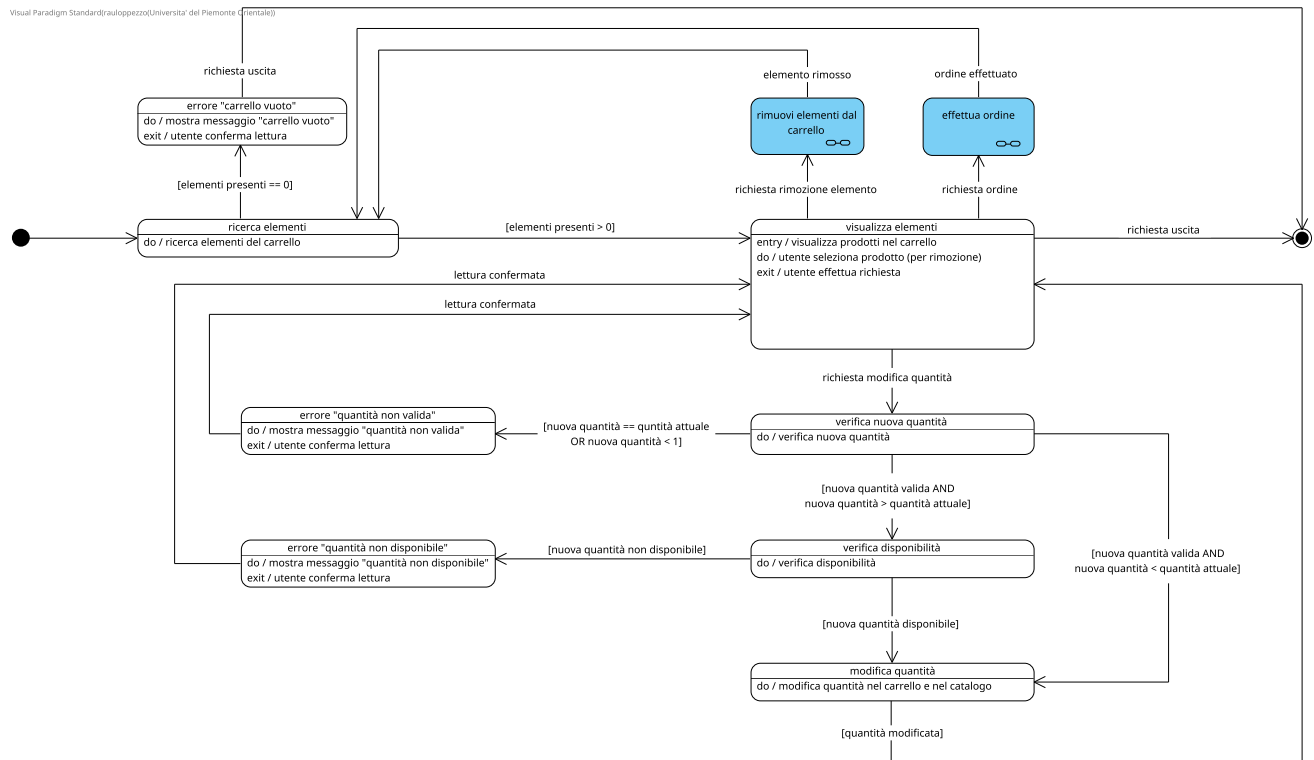 Visual Paradigm Standard(rauloppezzo(Universita' del Piemonte Orientale))
richiesta uscita
elemento rimosso
ordine effettuato
errore "carrello vuoto"
do / mostra messaggio "carrello vuoto"
exit / utente conferma lettura
rimuovi elementi dal
carrello
effettua ordine
[elementi presenti == 0]
richiesta rimozione elemento
richiesta ordine
ricerca elementi
do / ricerca elementi del carrello
[elementi presenti > 0]
visualizza elementi
entry / visualizza prodotti nel carrello
do / utente seleziona prodotto (per rimozione)
exit / utente effettua richiesta
richiesta uscita
lettura confermata
lettura confermata
richiesta modifica quantità
errore "quantità non valida"
do / mostra messaggio "quantità non valida"
exit / utente conferma lettura
[nuova quantità == quntità attuale
OR nuova quantità < 1]
verifica nuova quantità
do / verifica nuova quantità
[nuova quantità valida AND
nuova quantità > quantità attuale]
errore "quantità non disponibile"
do / mostra messaggio "quantità non disponibile"
exit / utente conferma lettura
[nuova quantità non disponibile]
verifica disponibilità
do / verifica disponibilità
[nuova quantità valida AND
nuova quantità < quantità attuale]
[nuova quantità disponibile]
modifica quantità
do / modifica quantità nel carrello e nel catalogo
[quantità modificata]